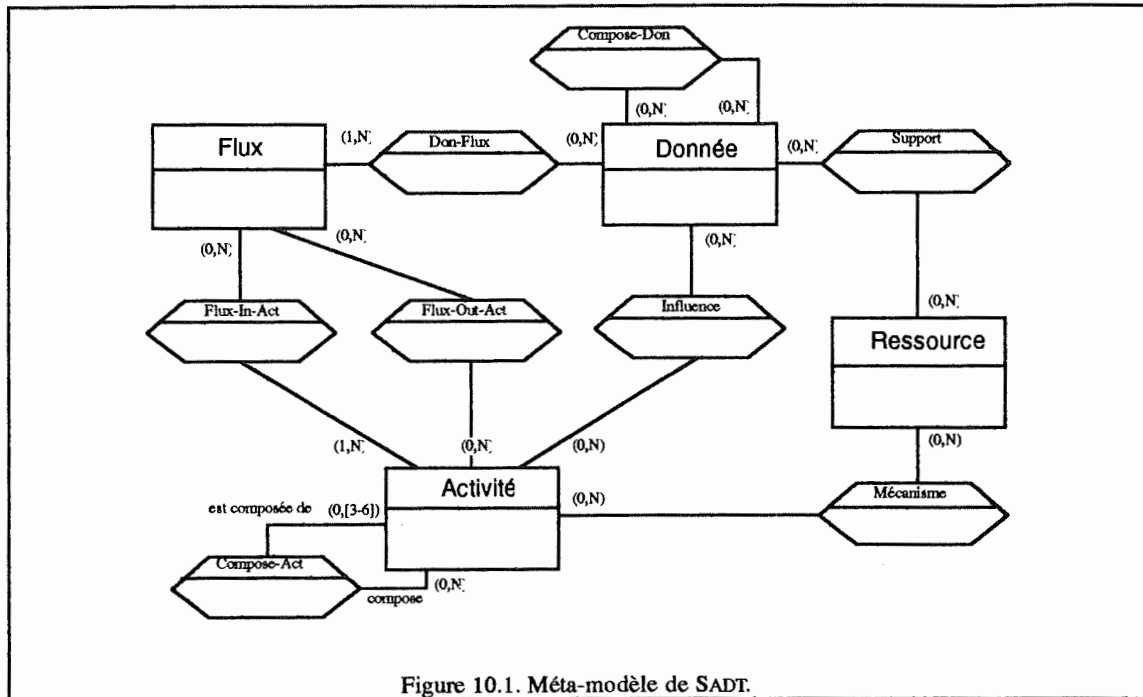 Compose-Don
(0,N)
(0,N)
Flux
(1,N)
Don-Flux
(0,N)
Donnée
(0,N)
Support
(0,N)
(0,N)
(0,N)
Flux-In-Act
Flux-Out-Act
Influence
(0,N)
Ressource
(1,N)
(0,N)
(0,N)
(0,N)
Activité
(0,N)
Mécanisme
est composée de
(0,[3-6])
Compose-Act
compose
(0,N)
Figure 10.1. Méta-modèle de SADT.